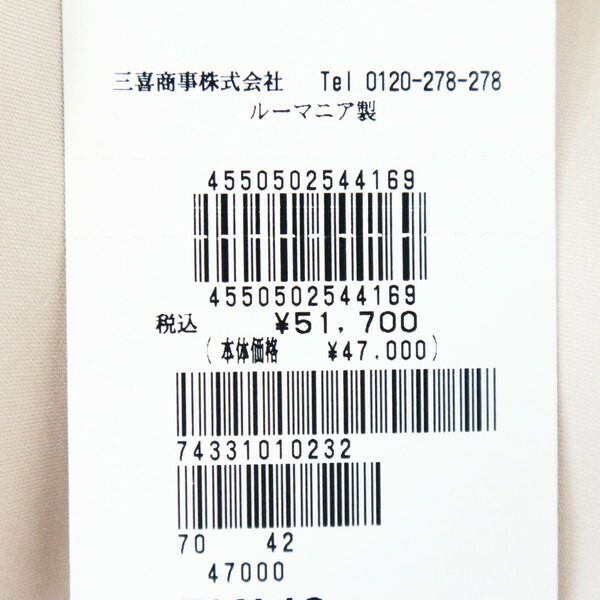 三喜商事株式会社 Tel 0120-278-278
ルーマニア製
4550502544169
4550502544169
税込 ¥51,700
(本体価格 ¥47,000)
74331010232
70 42
47000